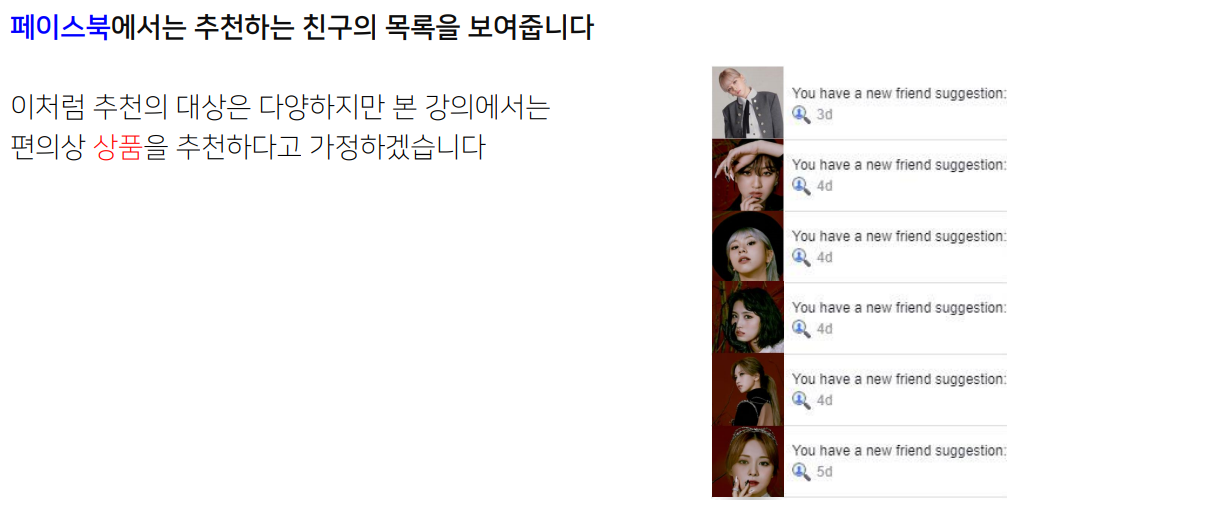 페이스북에서는 추천하는 친구의 목록을 보여줍니다
이처럼 추천의 대상은 다양하지만 본 강의에서는
편의상 상품을 추천하다고 가정하겠습니다
You have a new friend suggestion:
3d
You have a new friend suggestion:
4d
You have a new friend suggestion:
4d
You have a new friend suggestion:
4d
You have a new friend suggestion:
4d
You have a new friend suggestion:
5d